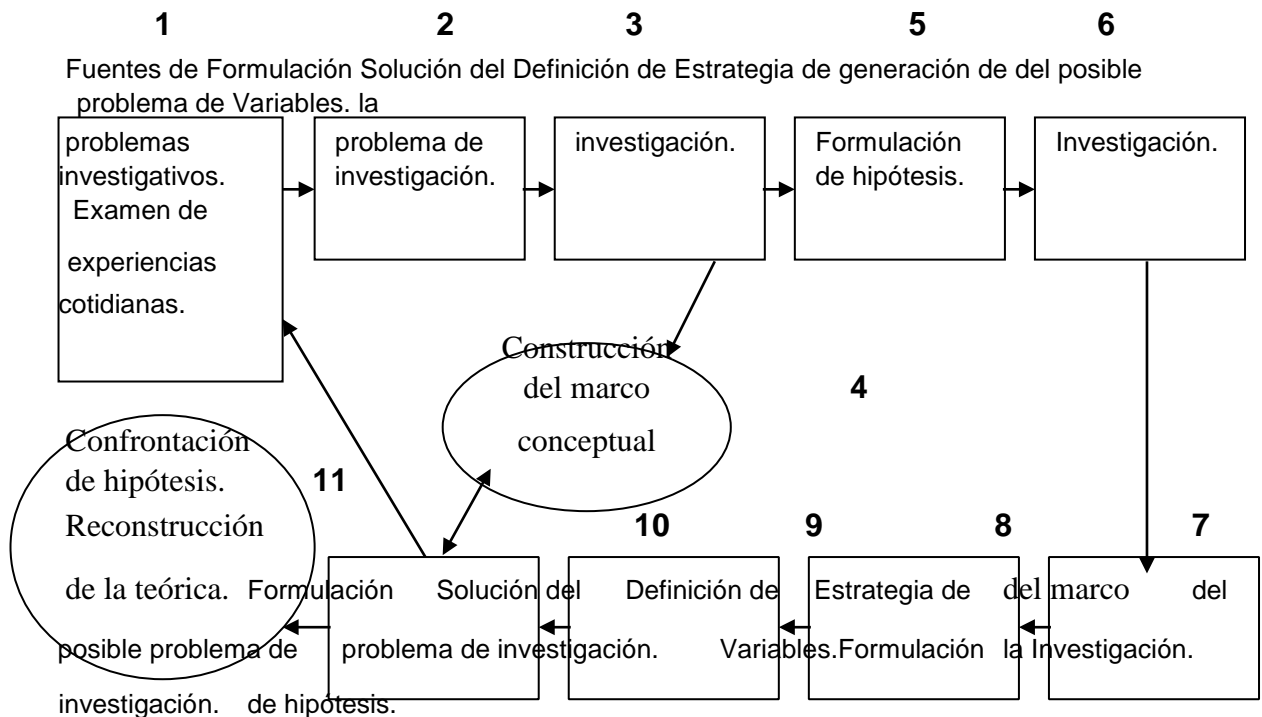 1 2 3 5 6
Fuentes de Formulación Solución del Definición de Estrategia de generación de del posible
problema de Variables. la
problemas
investigativos.
Examen de
experiencias
cotidianas.
problema de
investigación.
investigación.
Formulación
de hipótesis.
Investigación.
Construcción
del marco
conceptual
4
Confrontación
de hipótesis.
Reconstrucción
de la teórica.
11
10 9 8 7
Formulación Solución del Definición de Estrategia de del marco del
posible problema de problema de investigación. Variables.Formulación la Investigación.
investigación. de hipótesis.